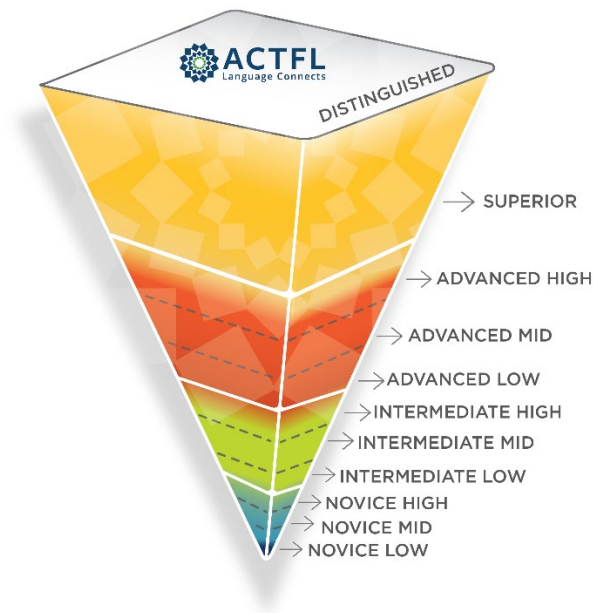 ACTFL
Language Connects
DISTINGUISHED
SUPERIOR
ADVANCED HIGH
ADVANCED MID
ADVANCED LOW
INTERMEDIATE HIGH
INTERMEDIATE MID
INTERMEDIATE LOW
NOVICE HIGH
NOVICE MID
NOVICE LOW